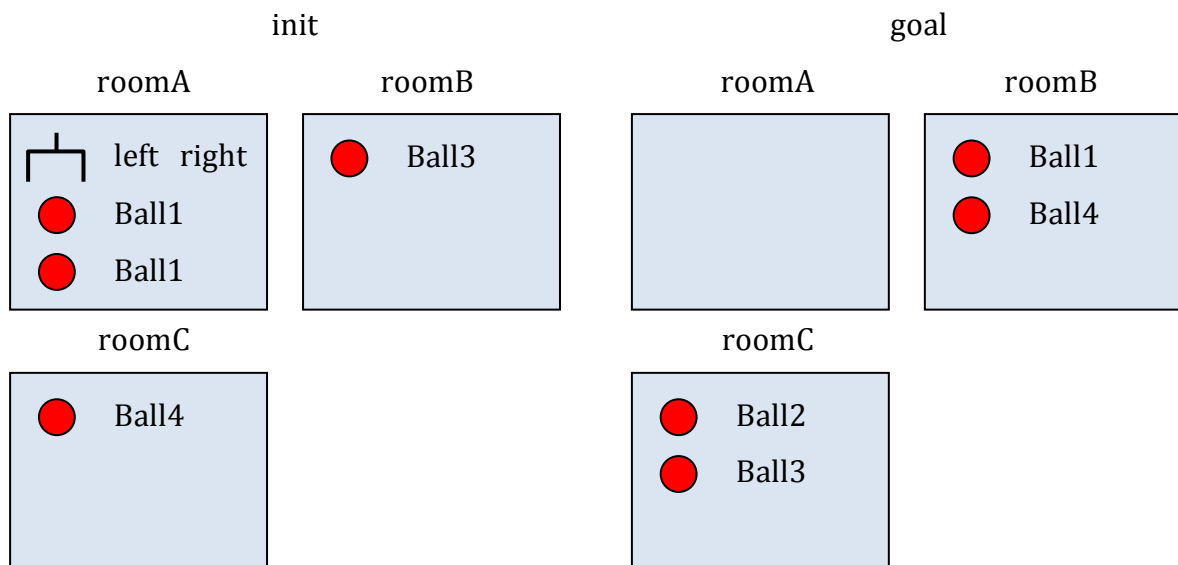 init
goal
roomA
roomB
roomA
roomB
left right
Ball1
Ball1
Ball3
Ball1
Ball4
roomC
roomC
Ball4
Ball2
Ball3